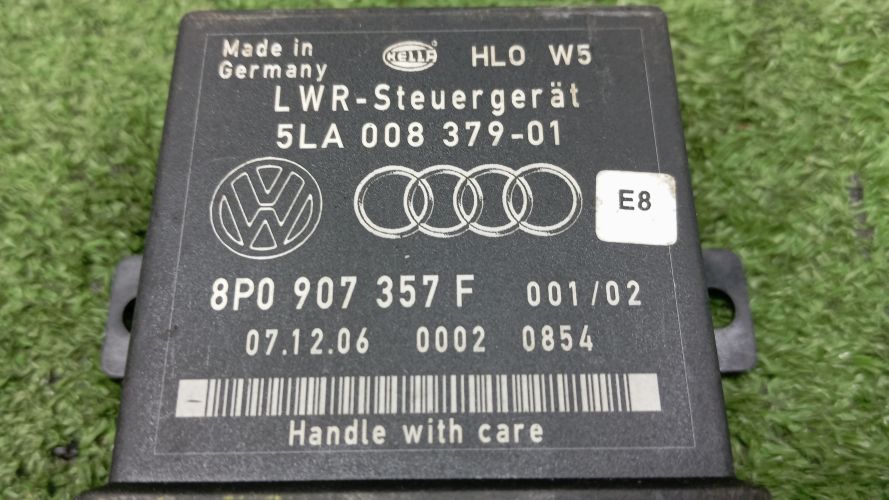 Made in
Germany
HELLA
HLO W5
LWR-Steuergerät
5LA 008 379-01
E8
8P0 907 357 F 001/02
07.12.06 0002 0854
Handle with care